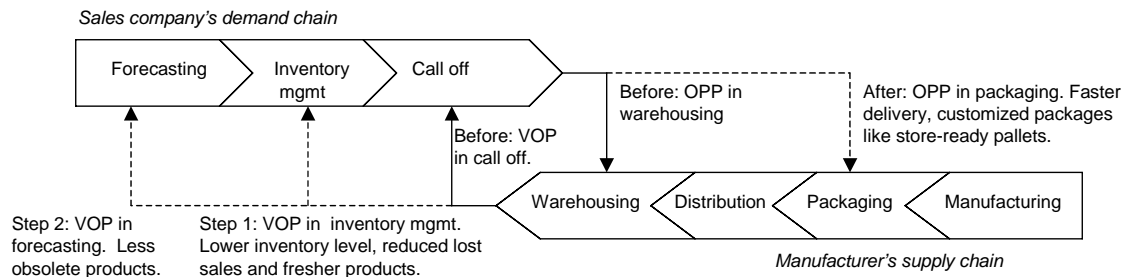 Sales company's demand chain
Forecasting
Inventory
mgmt
Call off
Before: OPP in
warehousing
After: OPP in packaging. Faster
delivery, customized packages
like store-ready pallets.
Before: VOP
in call off.
Warehousing
Distribution
Packaging
Manufacturing
Step 2: VOP in
forecasting. Less
obsolete products.
Step 1: VOP in inventory mgmt.
Lower inventory level, reduced lost
sales and fresher products.
Manufacturer's supply chain